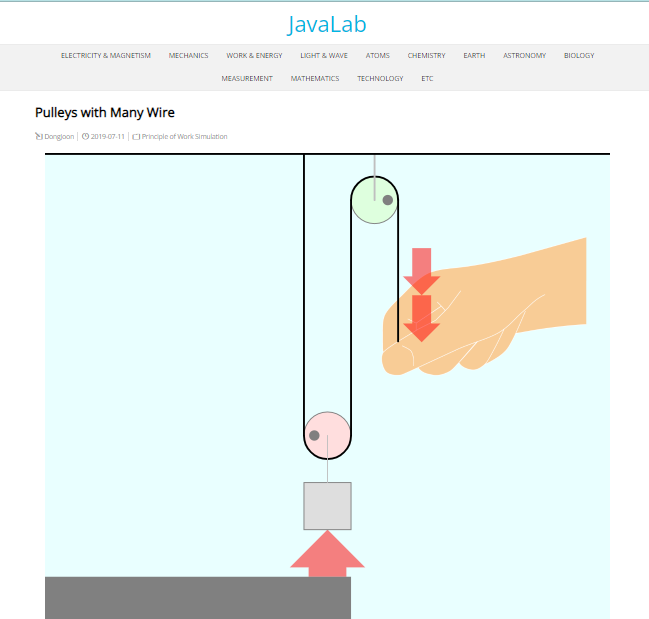 JavaLab
ELECTRICITY & MAGNETISM MECHANICS WORK & ENERGY LIGHT & WAVE ATOMS CHEMISTRY EARTH ASTRONOMY BIOLOGY
MEASUREMENT MATHEMATICS TECHNOLOGY ETC
Pulleys with Many Wire
DongJoon 2019-07-11 Principle of Work Simulation